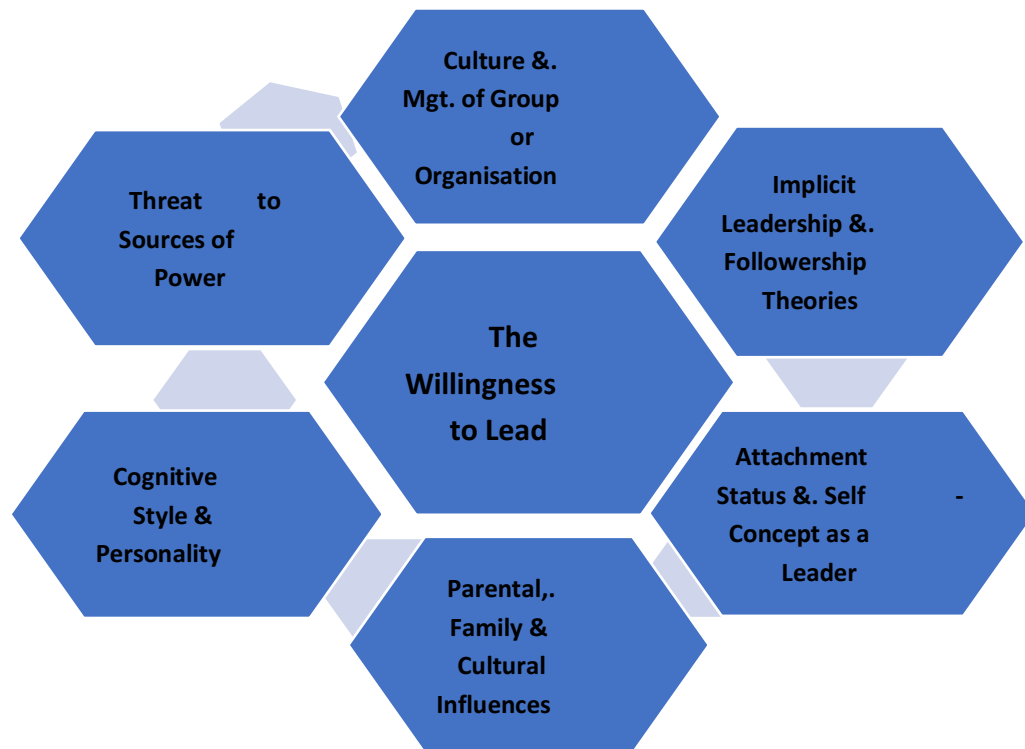 Culture &.
Mgt. of Group
or
Organisation
Implicit
Leadership &.
Followership
Theories
Threat to
Sources of
Power
The
Willingness
to Lead
Attachment
Status &. Self -
Concept as a
Leader
Cognitive
Style &
Personality
Parental,.
Family &
Cultural
Influences